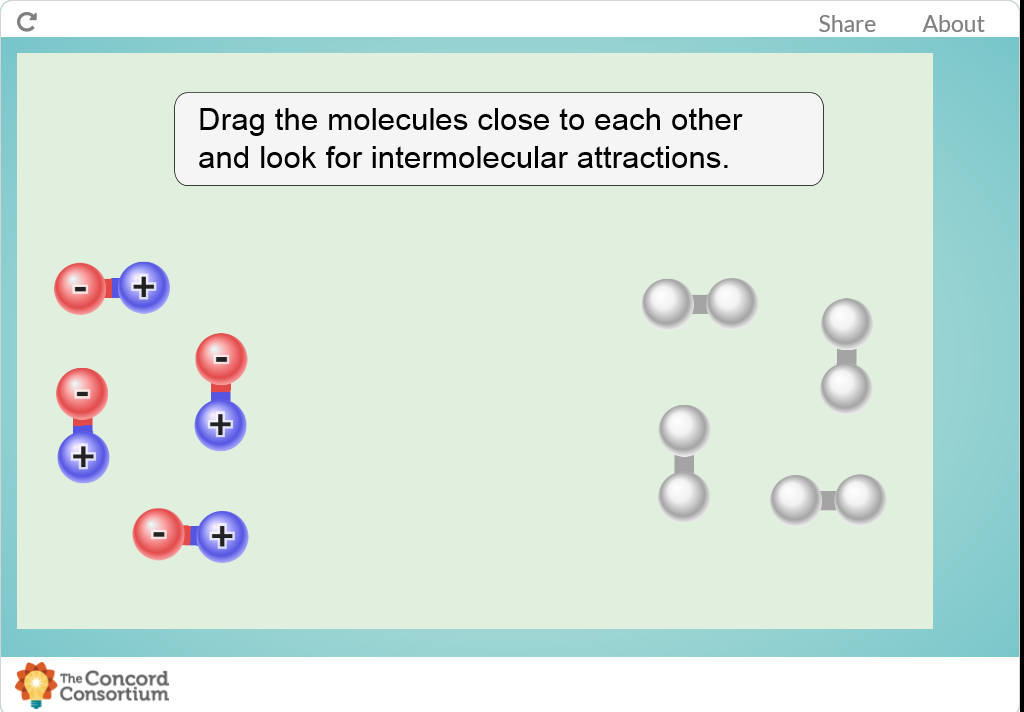 Share About
Drag the molecules close to each other
and look for intermolecular attractions.
- +
-
- +
+
- +
The Concord
Consortium